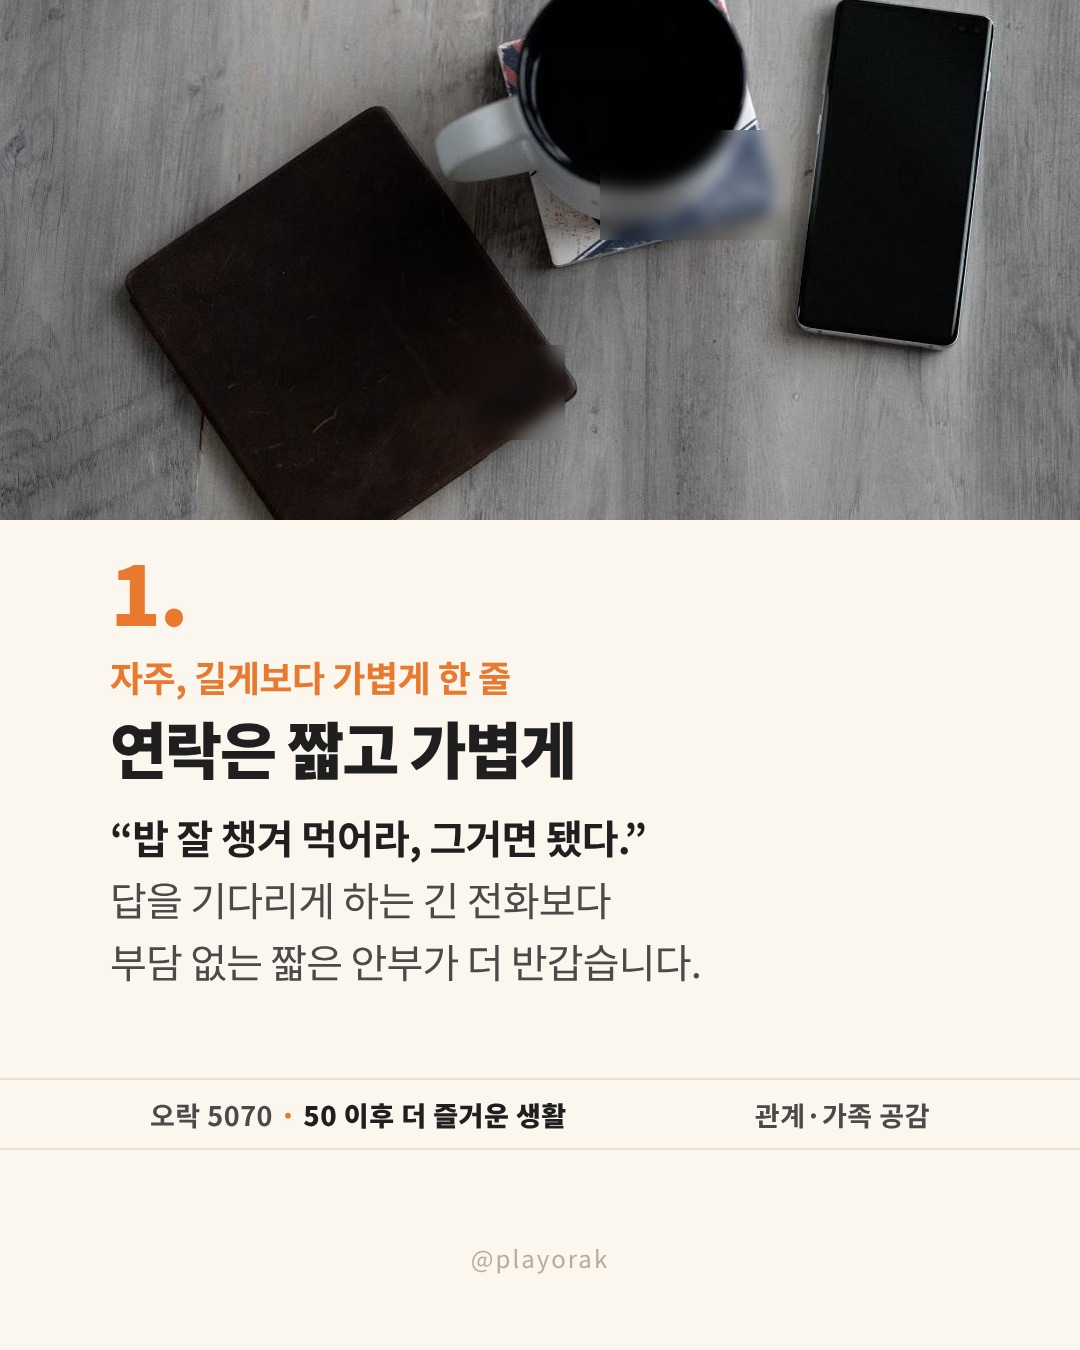 1.
자주, 길게보다 가볍게 한 줄
연락은 짧고 가볍게
“밥 잘 챙겨 먹어라, 그거면 됐다.”
답을 기다리게 하는 긴 전화보다
부담 없는 짧은 안부가 더 반갑습니다.
오락 5070 • 50 이후 더 즐거운 생활
관계·가족 공감
@playorak